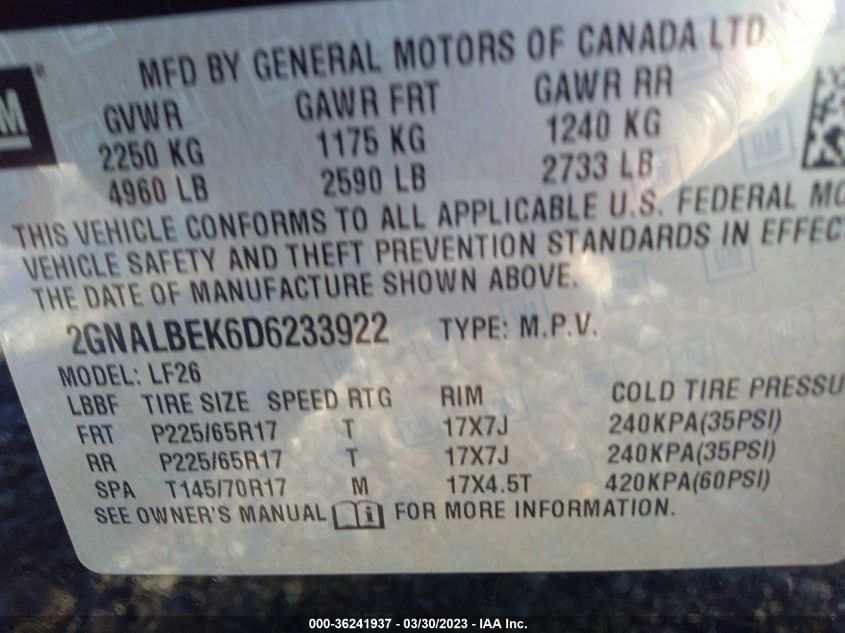 MFD BY GENERAL MOTORS OF CANADA LTD
GVWR GAWR FRT GAWR RR
2250 KG 1175 KG 1240 KG
4960 LB 2590 LB 2733 LB
THIS VEHICLE CONFORMS TO ALL APPLICABLE U.S. FEDERAL MO
VEHICLE SAFETY AND THEFT PREVENTION STANDARDS IN EFFEC
THE DATE OF MANUFACTURE SHOWN ABOVE.
2GNALBEK6D6233922 TYPE: M.P.V.
MODEL: LF26
LBBF TIRE SIZE SPEED RTG RIM COLD TIRE PRESSU
FRT P225/65R17 T 17X7J 240KPA(35PSI)
RR P225/65R17 T 17X7J 240KPA(35PSI)
SPA T145/70R17 M 17X4.5T 420KPA(60PSI)
SEE OWNER'S MANUAL i FOR MORE INFORMATION.
000-36241937 — 03/30/2023 — IAA Inc.